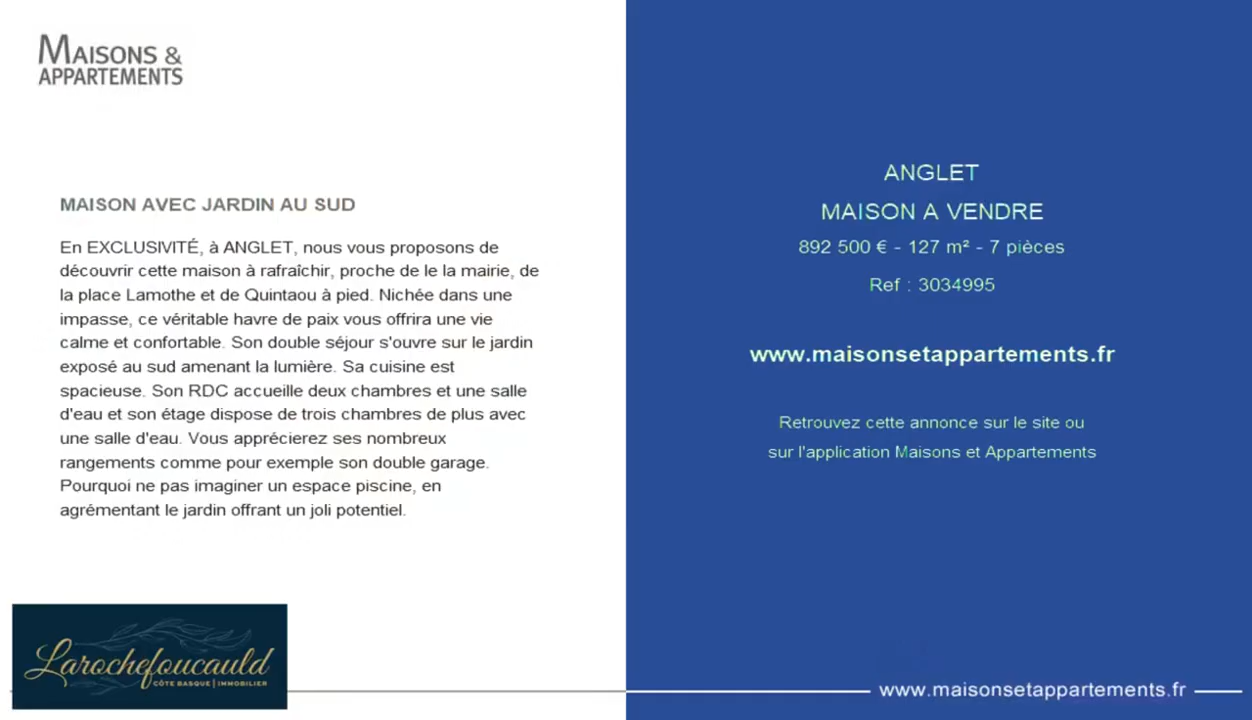 MAISONS &
APPARTEMENTS
MAISON AVEC JARDIN AU SUD
En EXCLUSIVITÉ, à ANGLET, nous vous proposons de
découvrir cette maison à rafraîchir, proche de le la mairie, de
la place Lamothe et de Quintaou à pied. Nichée dans une
impasse, ce véritable havre de paix vous offrira une vie
calme et confortable. Son double séjour s'ouvre sur le jardin
exposé au sud amenant la lumière. Sa cuisine est
spacieuse. Son RDC accueille deux chambres et une salle
d'eau et son étage dispose de trois chambres de plus avec
une salle d'eau. Vous apprécierez ses nombreux
rangements comme pour exemple son double garage.
Pourquoi ne pas imaginer un espace piscine, en
agrémentant le jardin offrant un joli potentiel.
Larochefoucauld
CÔTE BASQUE | IMMOBILIER
ANGLET
MAISON A VENDRE
892 500 € - 127 m² - 7 pièces
Ref : 3034995
www.maisonsetappartements.fr
Retrouvez cette annonce sur le site ou
sur l'application Maisons et Appartements
www.maisonsetappartements.fr